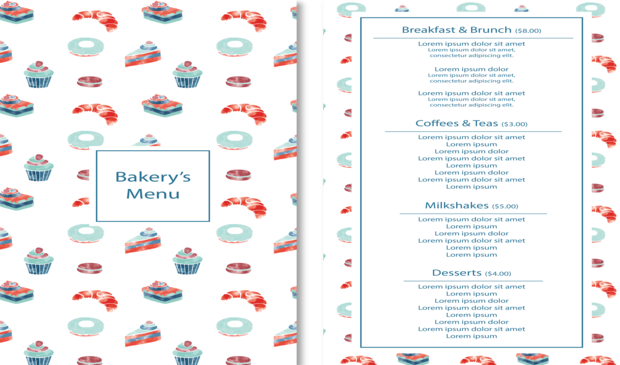 Bakery's
Menu
Breakfast & Brunch ($8.00)
Lorem ipsum dolor sit amet
Lorem ipsum dolor sit amet,
consectetur adipiscing elit.
Lorem ipsum dolor
Lorem ipsum dolor sit amet,
consectetur adipiscing elit.
Lorem ipsum dolor sit amet
Lorem ipsum dolor sit amet,
consectetur adipiscing elit.
Coffees & Teas ($3.00)
Lorem ipsum dolor sit amet
Lorem ipsum
Lorem ipsum dolor
Lorem ipsum dolor sit amet
Lorem ipsum
Lorem ipsum dolor
Lorem ipsum dolor sit amet
Lorem ipsum
Milkshakes ($5.00)
Lorem ipsum dolor sit amet
Lorem ipsum
Lorem ipsum dolor
Lorem ipsum dolor sit amet
Lorem ipsum
Desserts ($4.00)
Lorem ipsum dolor sit amet
Lorem ipsum
Lorem ipsum dolor
Lorem ipsum dolor sit amet
Lorem ipsum
Lorem ipsum dolor
Lorem ipsum dolor sit amet
Lorem ipsum